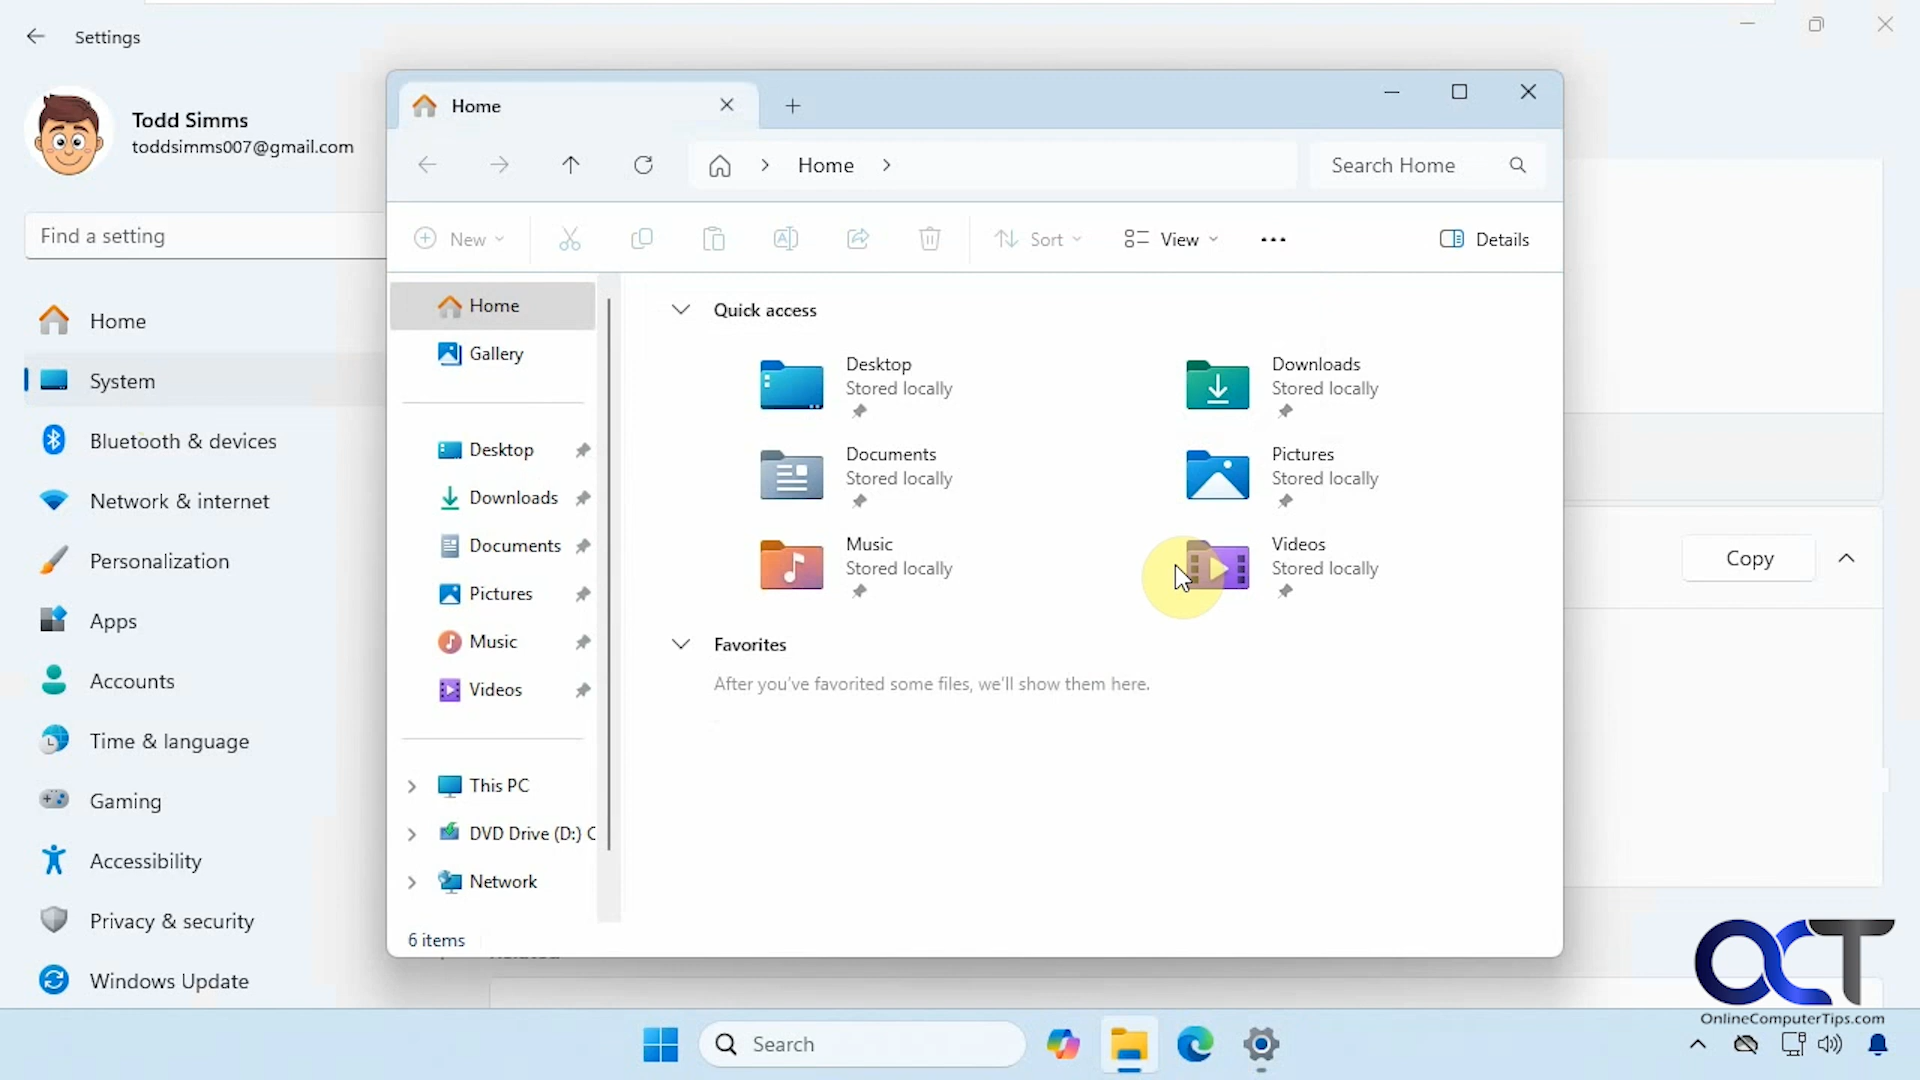 Settings
Todd Simms
toddsimms007@gmail.com
Find a setting
Home
System
Bluetooth & devices
Network & internet
Personalization
Apps
Accounts
Time & language
Gaming
Accessibility
Privacy & security
Windows Update
Home
Home
Search Home
New
Sort
View
Details
Home
Gallery
Desktop
Downloads
Documents
Pictures
Music
Videos
This PC
DVD Drive (D:) C
Network
6 items
Quick access
Desktop
Stored locally
Downloads
Stored locally
Documents
Stored locally
Pictures
Stored locally
Music
Stored locally
Videos
Stored locally
Favorites
After you've favorited some files, we'll show them here.
Copy
OCT
OnlineComputerTips.com
Search